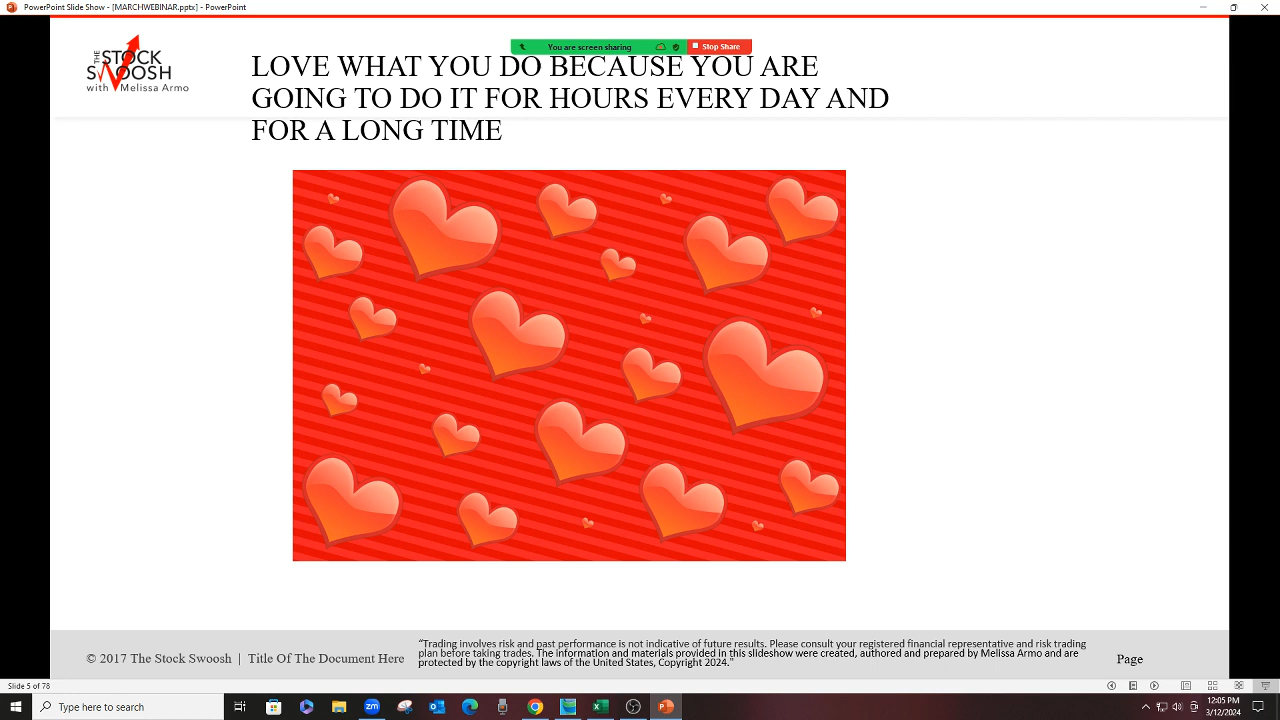 PowerPoint Slide Show - [MARCHWEBINAR.pptx] - PowerPoint
You are screen sharing
Stop Share
THE STOCK
SWOOSH
with Melissa Armo
LOVE WHAT YOU DO BECAUSE YOU ARE
GOING TO DO IT FOR HOURS EVERY DAY AND
FOR A LONG TIME
© 2017 The Stock Swoosh | Title Of The Document Here
“Trading involves risk and past performance is not indicative of future results. Please consult your registered financial representative and risk trading
plan before taking trades. The information and materials provided in this slideshow were created, authored and prepared by Melissa Armo and are
protected by the copyright laws of the United States, Copyright 2024."
Page
Slide 5 of 78
Type here to search
12:05 PM
3/12/2024